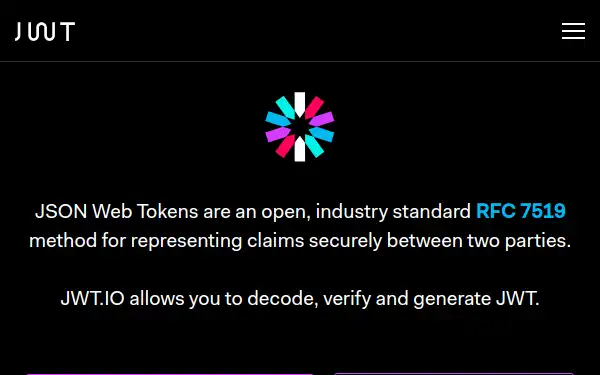 JWT
JSON Web Tokens are an open, industry standard RFC 7519
method for representing claims securely between two parties.
JWT.IO allows you to decode, verify and generate JWT.